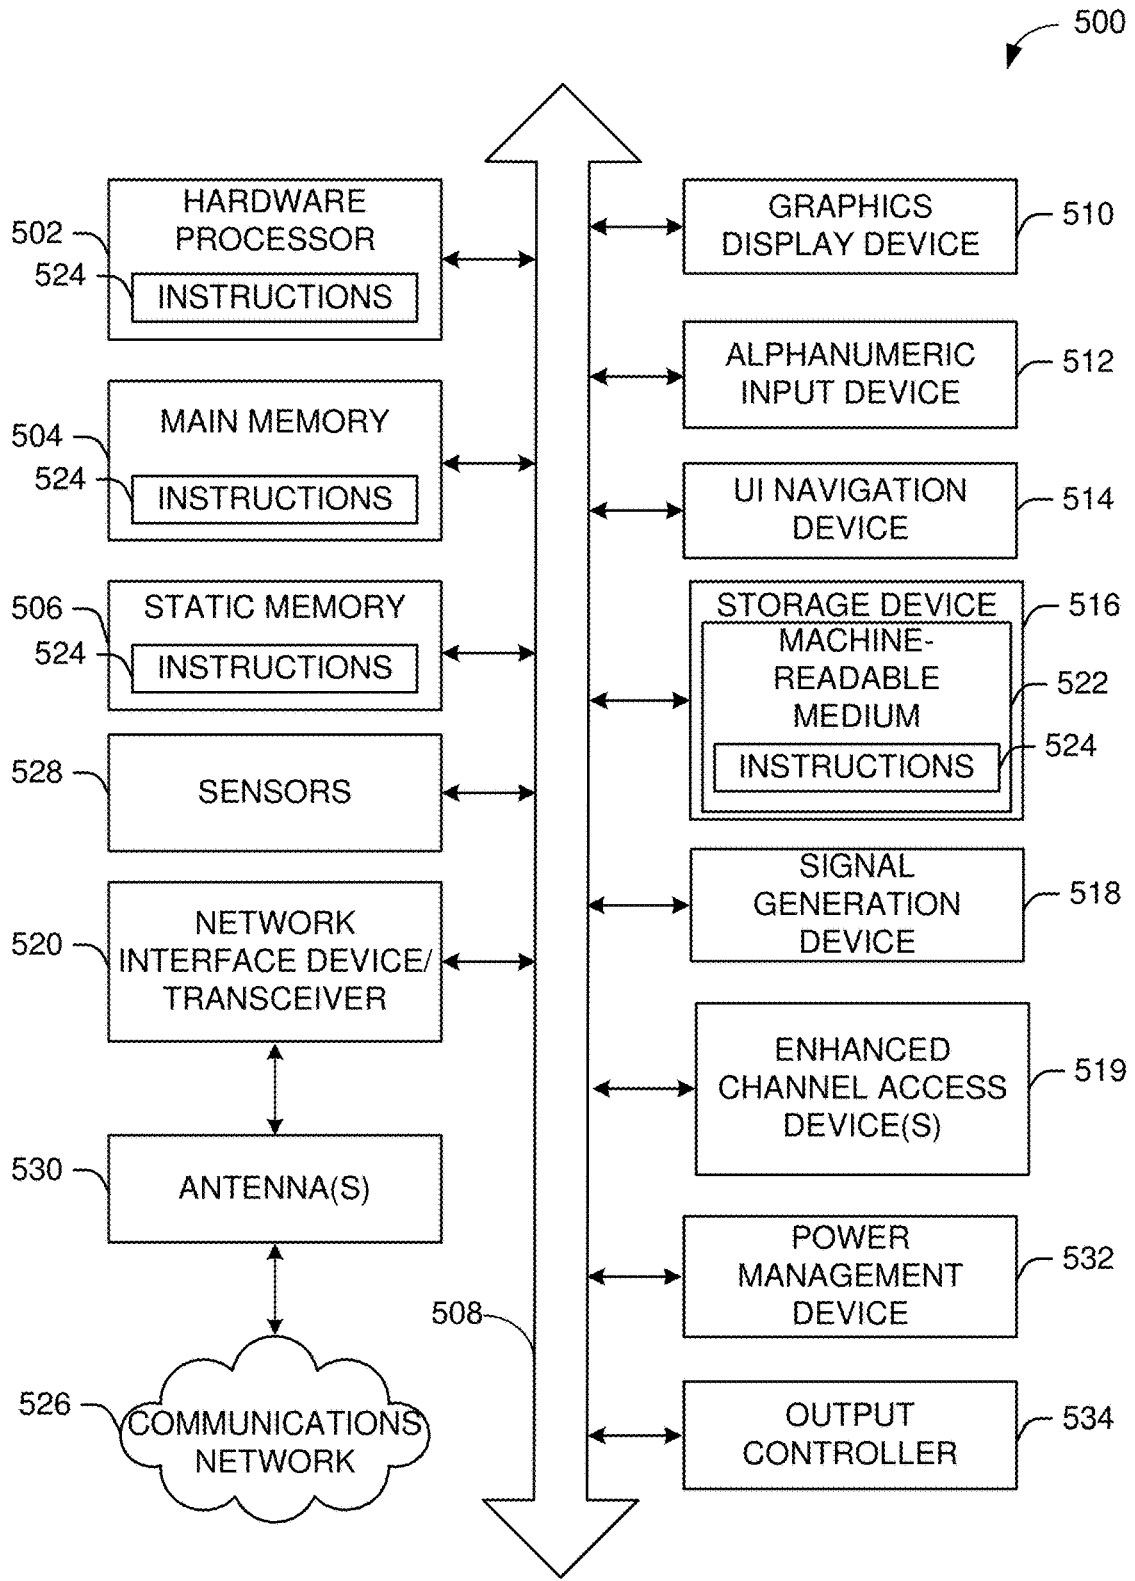 500
HARDWARE
PROCESSOR
502
524
INSTRUCTIONS
MAIN MEMORY
504
524
INSTRUCTIONS
STATIC MEMORY
506
524
INSTRUCTIONS
528
SENSORS
NETWORK
INTERFACE DEVICE/
TRANSCEIVER
520
530
ANTENNA(S)
508
526
COMMUNICATIONS
NETWORK
GRAPHICS
DISPLAY DEVICE
510
ALPHANUMERIC
INPUT DEVICE
512
UI NAVIGATION
DEVICE
514
STORAGE DEVICE
516
MACHINE-
READABLE
MEDIUM
522
524
INSTRUCTIONS
SIGNAL
GENERATION
DEVICE
518
ENHANCED
CHANNEL ACCESS
DEVICE(S)
519
POWER
MANAGEMENT
DEVICE
532
OUTPUT
CONTROLLER
534